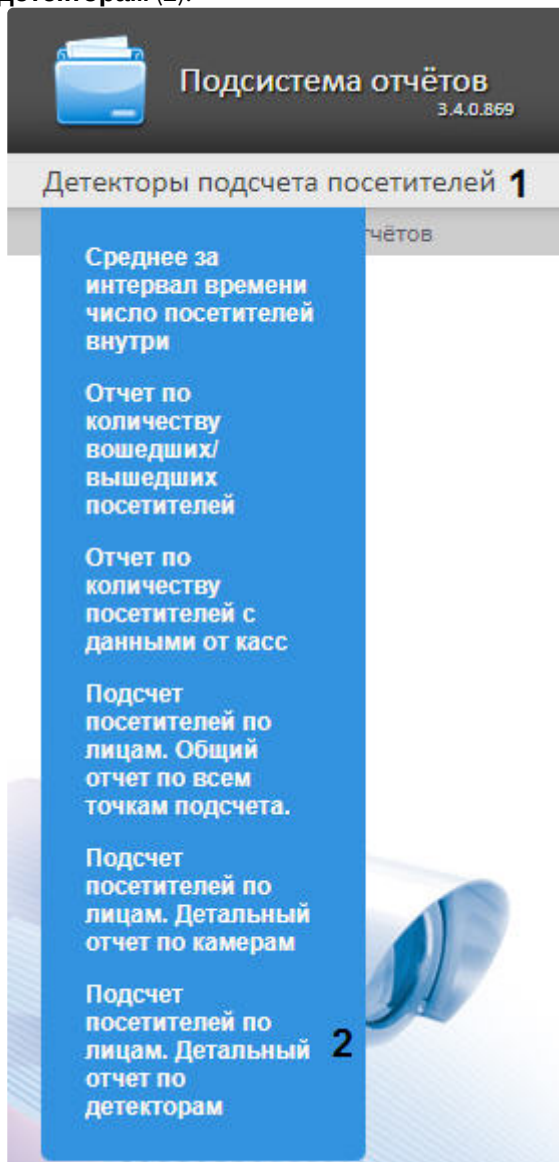 детекторам (2).
Подсистема отчётов
3.4.0.869
Детекторы подсчета посетителей 1
чётов
Среднее за
интервал времени
число посетителей
внутри
Отчет по
количеству
вошедших/
вышедших
посетителей
Отчет по
количеству
посетителей с
данными от касс
Подсчет
посетителей по
лицам. Общий
отчет по всем
точкам подсчета.
Подсчет
посетителей по
лицам. Детальный
отчет по камерам
Подсчет
посетителей по
лицам. Детальный 2
отчет по
детекторам